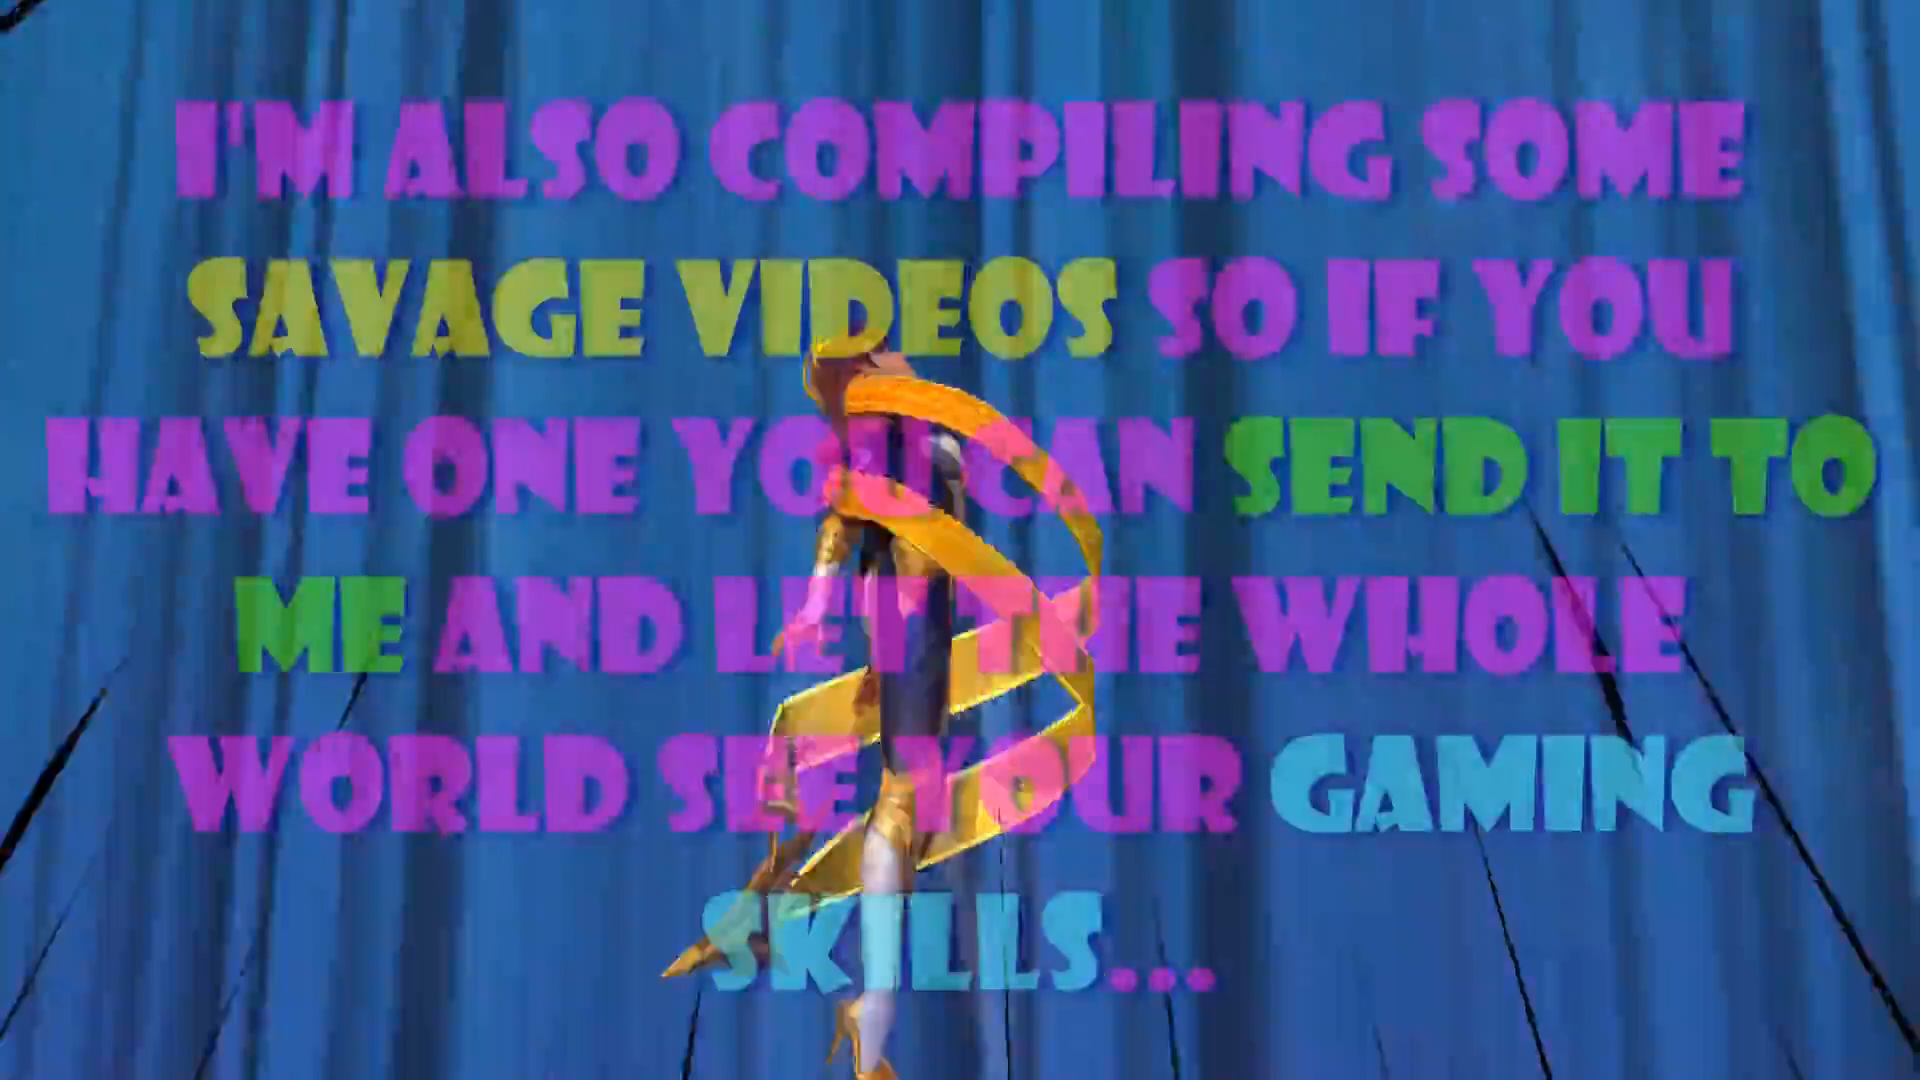 I'M ALSO COMPILING SOME
SAVAGE VIDEOS SO IF YOU
HAVE ONE YOU CAN SEND IT TO
ME AND LET THE WHOLE
WORLD SEE YOUR GAMING
SKILLS...